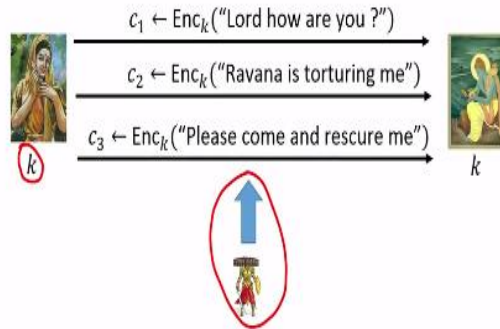 c₁ ← Encₖ("Lord how are you ?")
c₂ ← Encₖ("Ravana is torturing me")
c₃ ← Encₖ("Please come and rescure me")
k
k